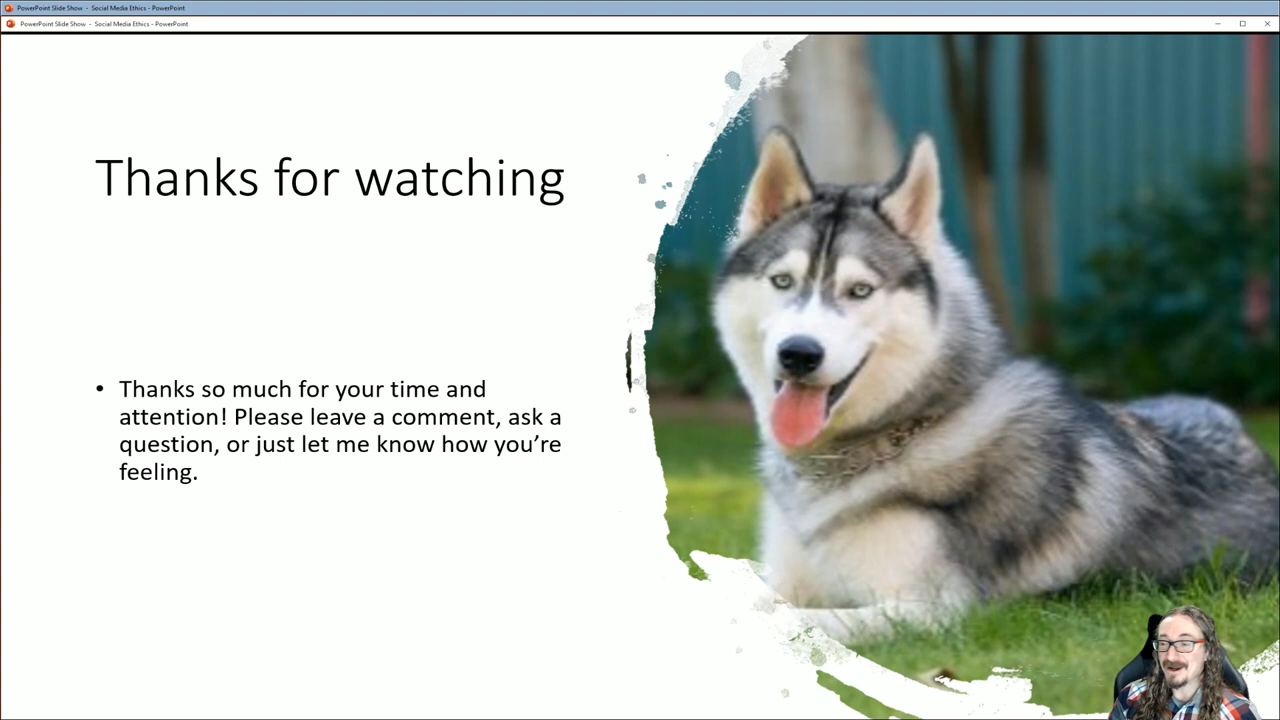 PowerPoint Slide Show - Social Media Ethics - PowerPoint
PowerPoint Slide Show - Social Media Ethics - PowerPoint
Thanks for watching
• Thanks so much for your time and
attention! Please leave a comment, ask a
question, or just let me know how you’re
feeling.